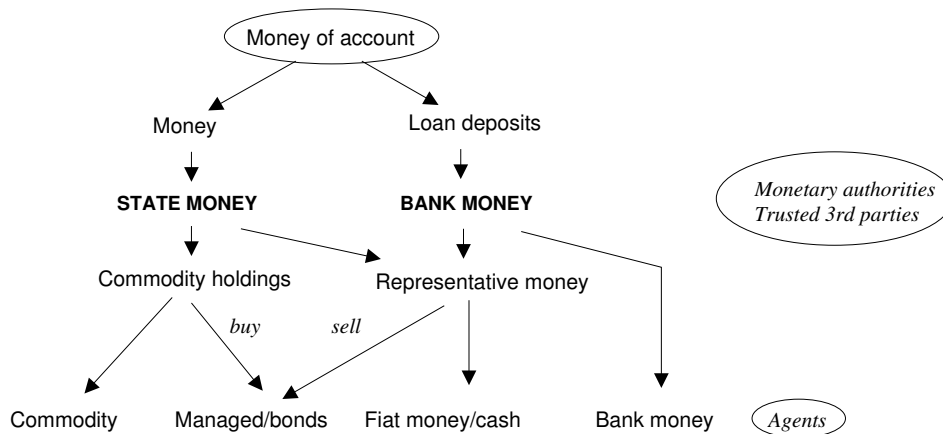 Money of account
Money
Loan deposits
STATE MONEY
BANK MONEY
Monetary authorities
Trusted 3rd parties
Commodity holdings
Representative money
buy
sell
Commodity
Managed/bonds
Fiat money/cash
Bank money
Agents